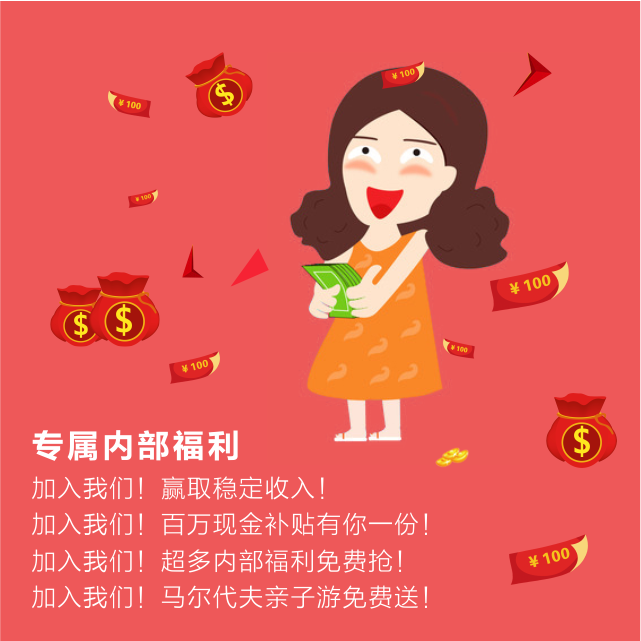 ¥100
$
¥100
¥100
¥100
$
$
¥100
¥100
$
专属内部福利
加入我们！赢取稳定收入！
加入我们！百万现金补贴有你一份！
加入我们！超多内部福利免费抢！
加入我们！马尔代夫亲子游免费送！
¥100